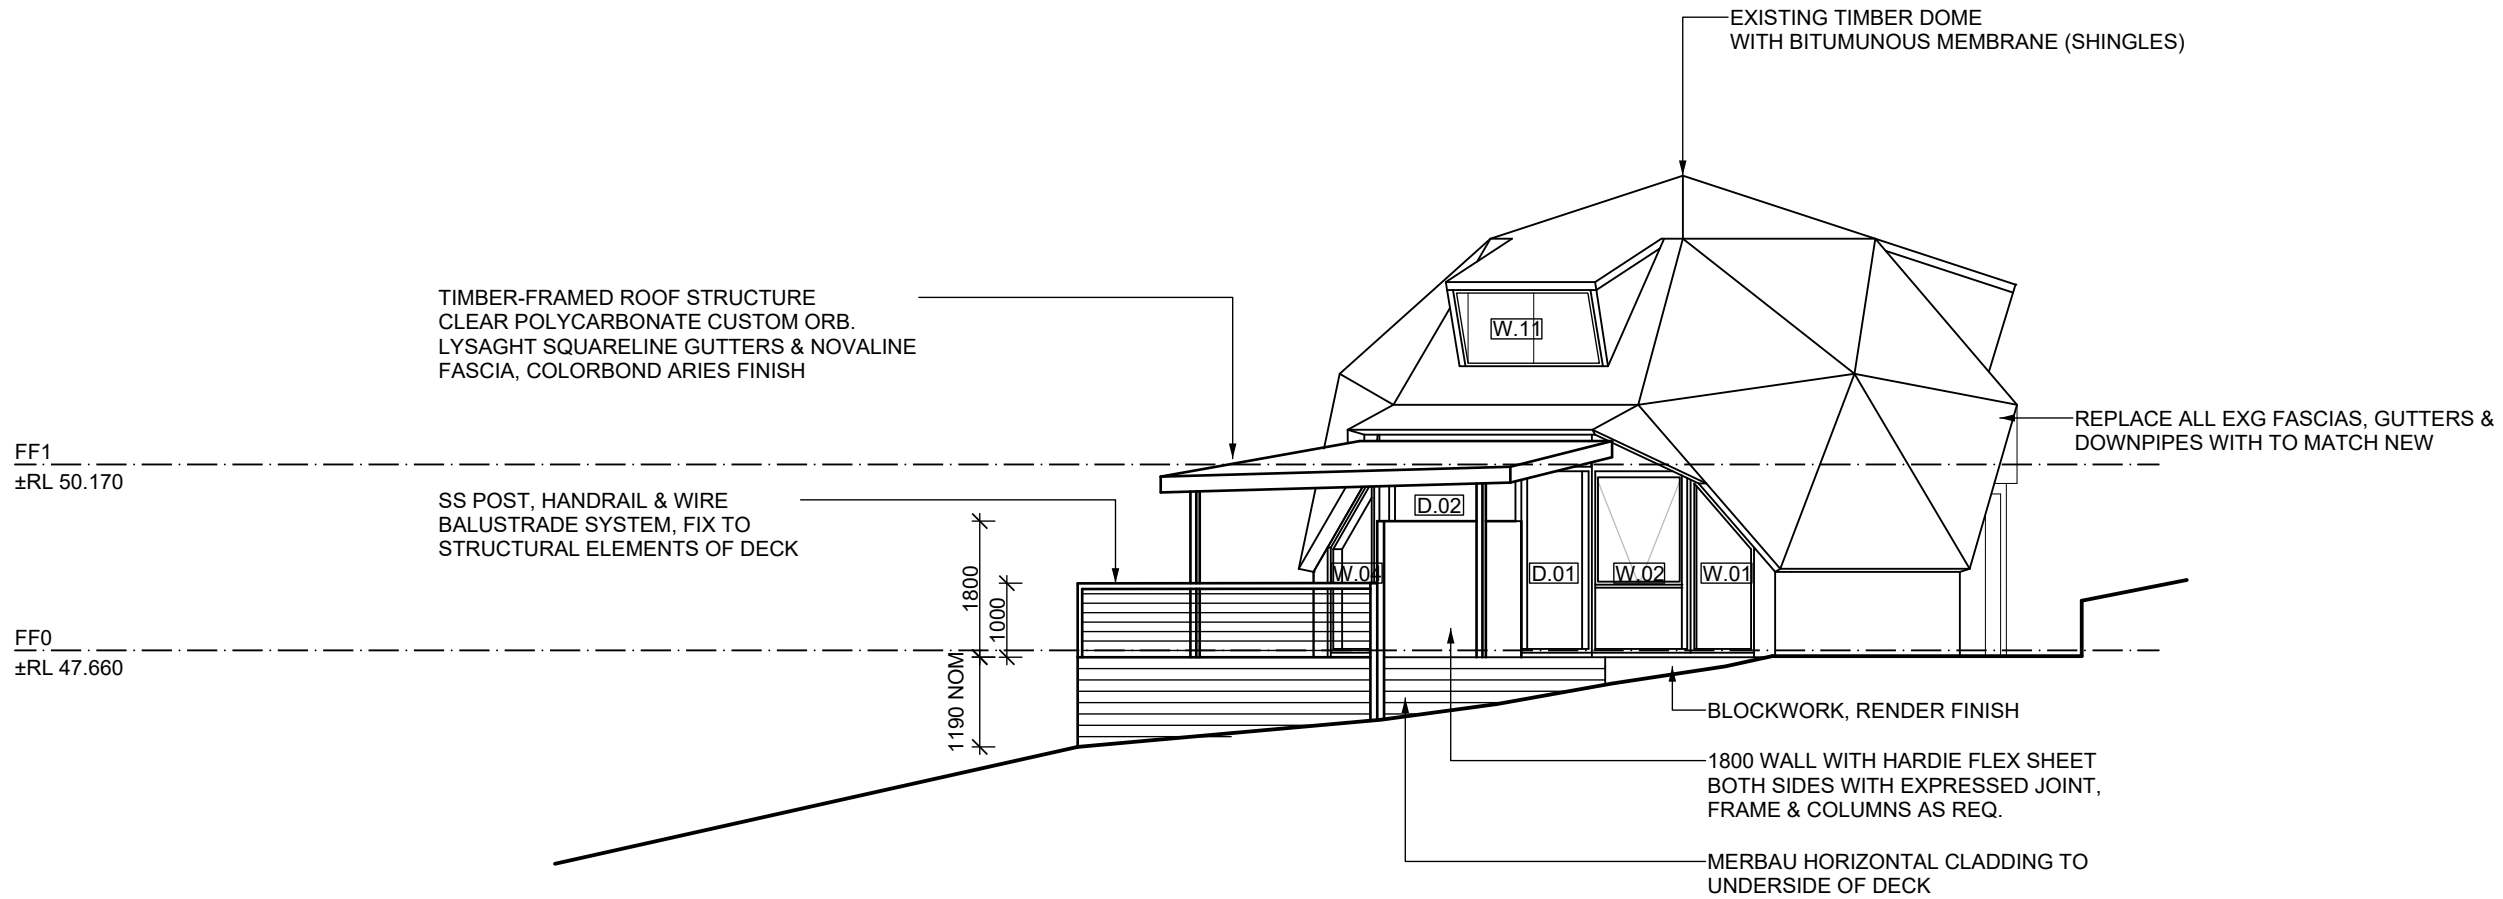 EXISTING TIMBER DOME
WITH BITUMUNOUS MEMBRANE (SHINGLES)
TIMBER-FRAMED ROOF STRUCTURE
CLEAR POLYCARBONATE CUSTOM ORB.
LYSAGHT SQUARELINE GUTTERS & NOVALINE
FASCIA, COLORBOND ARIES FINISH
W.11
REPLACE ALL EXG FASCIAS, GUTTERS &
DOWNPIPES WITH TO MATCH NEW
FF1
±RL 50.170
SS POST, HANDRAIL & WIRE
BALUSTRADE SYSTEM, FIX TO
STRUCTURAL ELEMENTS OF DECK
D.02
W.04
D.01
W.02
W.01
1800
1000
1190 NOM
FF0
±RL 47.660
BLOCKWORK, RENDER FINISH
1800 WALL WITH HARDIE FLEX SHEET
BOTH SIDES WITH EXPRESSED JOINT,
FRAME & COLUMNS AS REQ.
MERBAU HORIZONTAL CLADDING TO
UNDERSIDE OF DECK